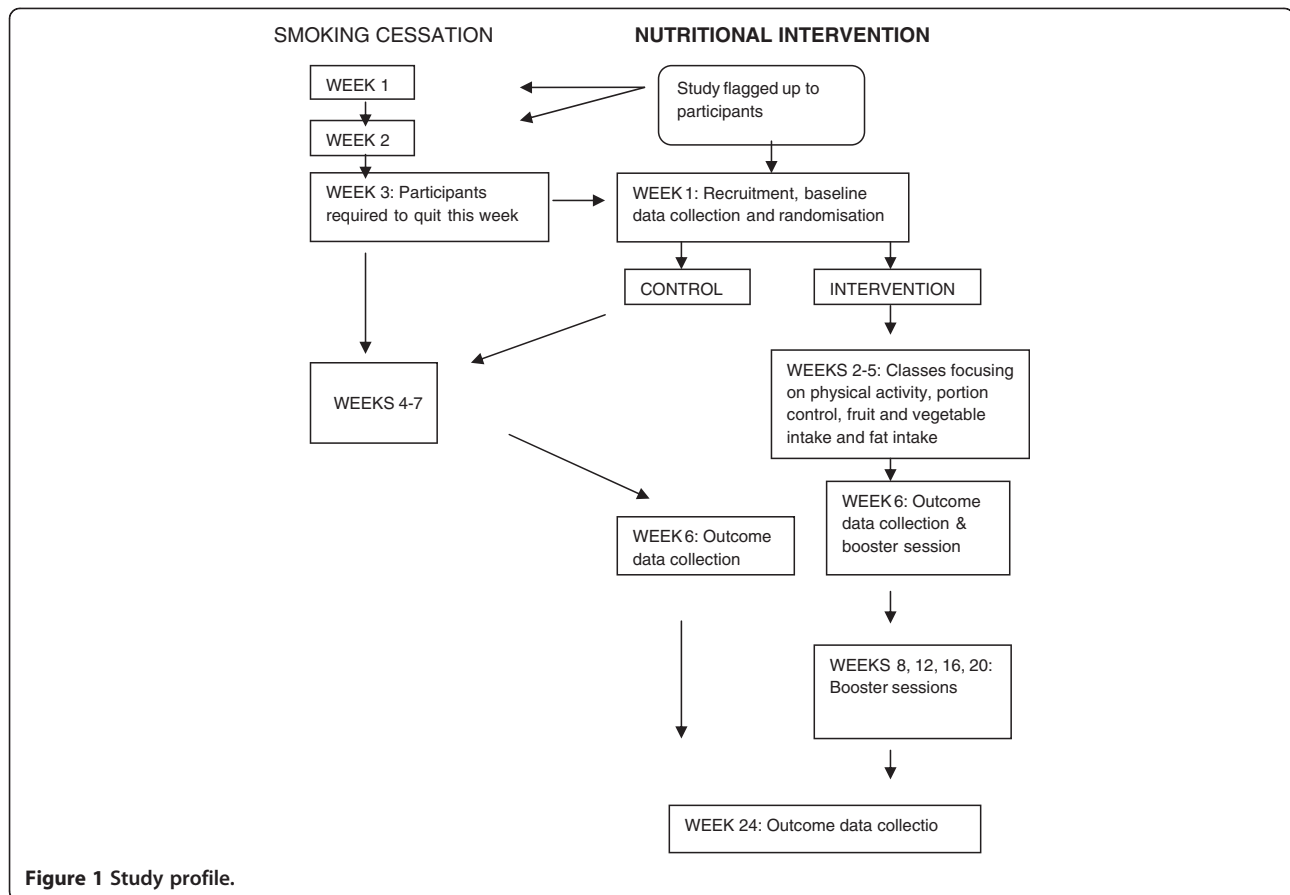 SMOKING CESSATION
NUTRITIONAL INTERVENTION
WEEK 1
Study flagged up to
participants
WEEK 2
WEEK 3: Participants
required to quit this week
WEEK 1: Recruitment, baseline
data collection and randomisation
CONTROL
INTERVENTION
WEEKS 4-7
WEEKS 2-5: Classes focusing
on physical activity, portion
control, fruit and vegetable
intake and fat intake
WEEK 6: Outcome
data collection
WEEK 6: Outcome
data collection &
booster session
WEEKS 8, 12, 16, 20:
Booster sessions
WEEK 24: Outcome data collectio
Figure 1 Study profile.